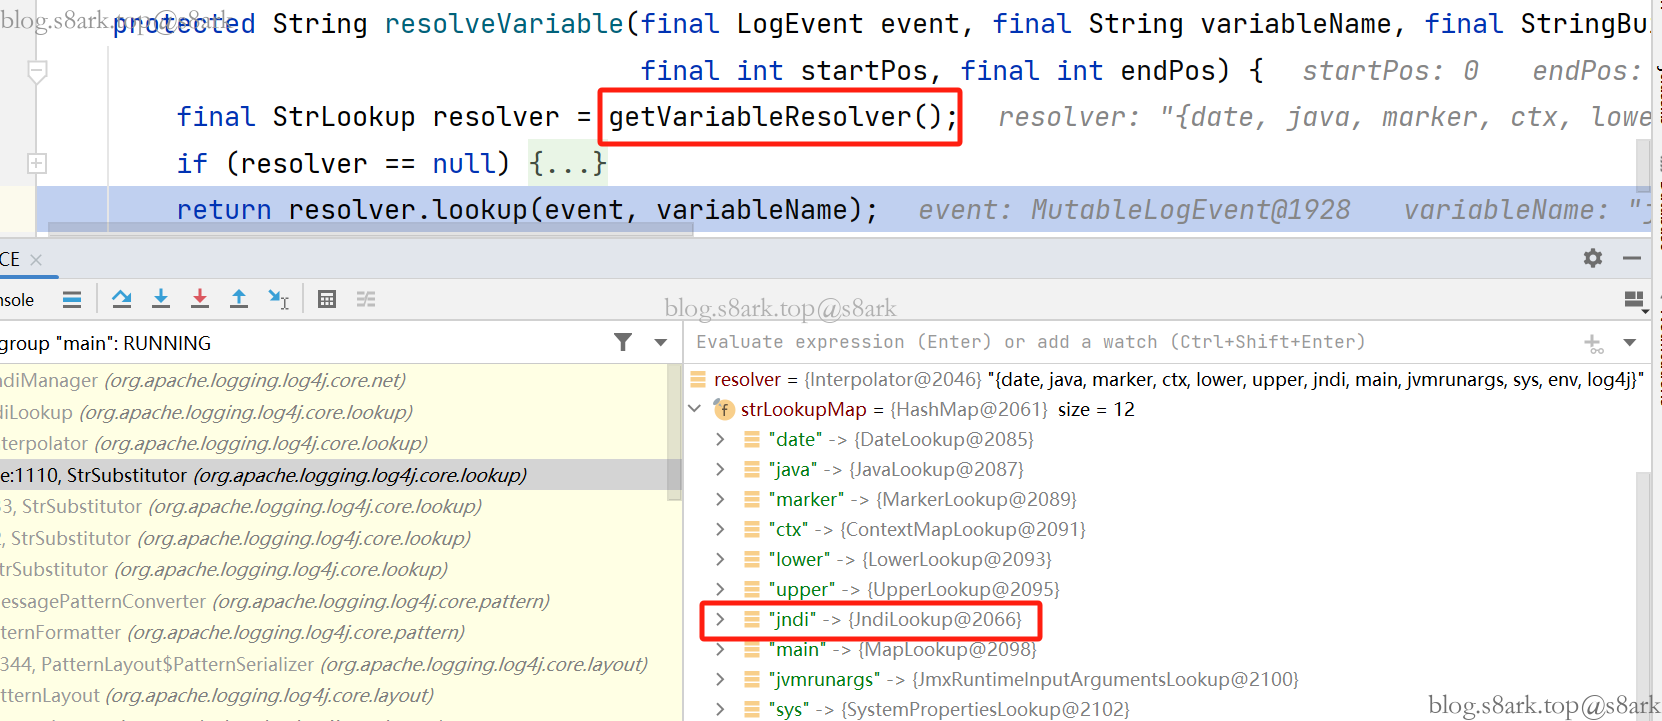 blog.s8ark.top@s8ark
protected String resolveVariable(final LogEvent event, final String variableName, final StringBu
final int startPos, final int endPos) { startPos: 0 endPos:
final StrLookup resolver = getVariableResolver(); resolver: "{date, java, marker, ctx, lowe
if (resolver == null) {...}
return resolver.lookup(event, variableName); event: MutableLogEvent@1928 variableName: "j
CE
nsole
blog.s8ark.top@s8ark
group "main": RUNNING
Evaluate expression (Enter) or add a watch (Ctrl+Shift+Enter)
ndiManager (org.apache.logging.log4j.core.net)
diLookup (org.apache.logging.log4j.core.lookup)
nterpolator (org.apache.logging.log4j.core.lookup)
e:1110, StrSubstitutor (org.apache.logging.log4j.core.lookup)
33, StrSubstitutor (org.apache.logging.log4j.core.lookup)
2, StrSubstitutor (org.apache.logging.log4j.core.lookup)
trSubstitutor (org.apache.logging.log4j.core.lookup)
essagePatternConverter (org.apache.logging.log4j.core.pattern)
ternFormatter (org.apache.logging.log4j.core.pattern)
344, PatternLayout$PatternSerializer (org.apache.logging.log4j.core.layout)
tternLayout (org.apache.logging.log4j.core.layout)
resolver = {Interpolator@2046} "{date, java, marker, ctx, lower, upper, jndi, main, jvmrunargs, sys, env, log4j}"
f strLookupMap = {HashMap@2061} size = 12
"date" -> {DateLookup@2085}
"java" -> {JavaLookup@2087}
"marker" -> {MarkerLookup@2089}
"ctx" -> {ContextMapLookup@2091}
"lower" -> {LowerLookup@2093}
"upper" -> {UpperLookup@2095}
"jndi" -> {JndiLookup@2066}
"main" -> {MapLookup@2098}
"jvmrunargs" -> {JmxRuntimeInputArgumentsLookup@2100}
"sys" -> {SystemPropertiesLookup@2102}
blog.s8ark.top@s8ark